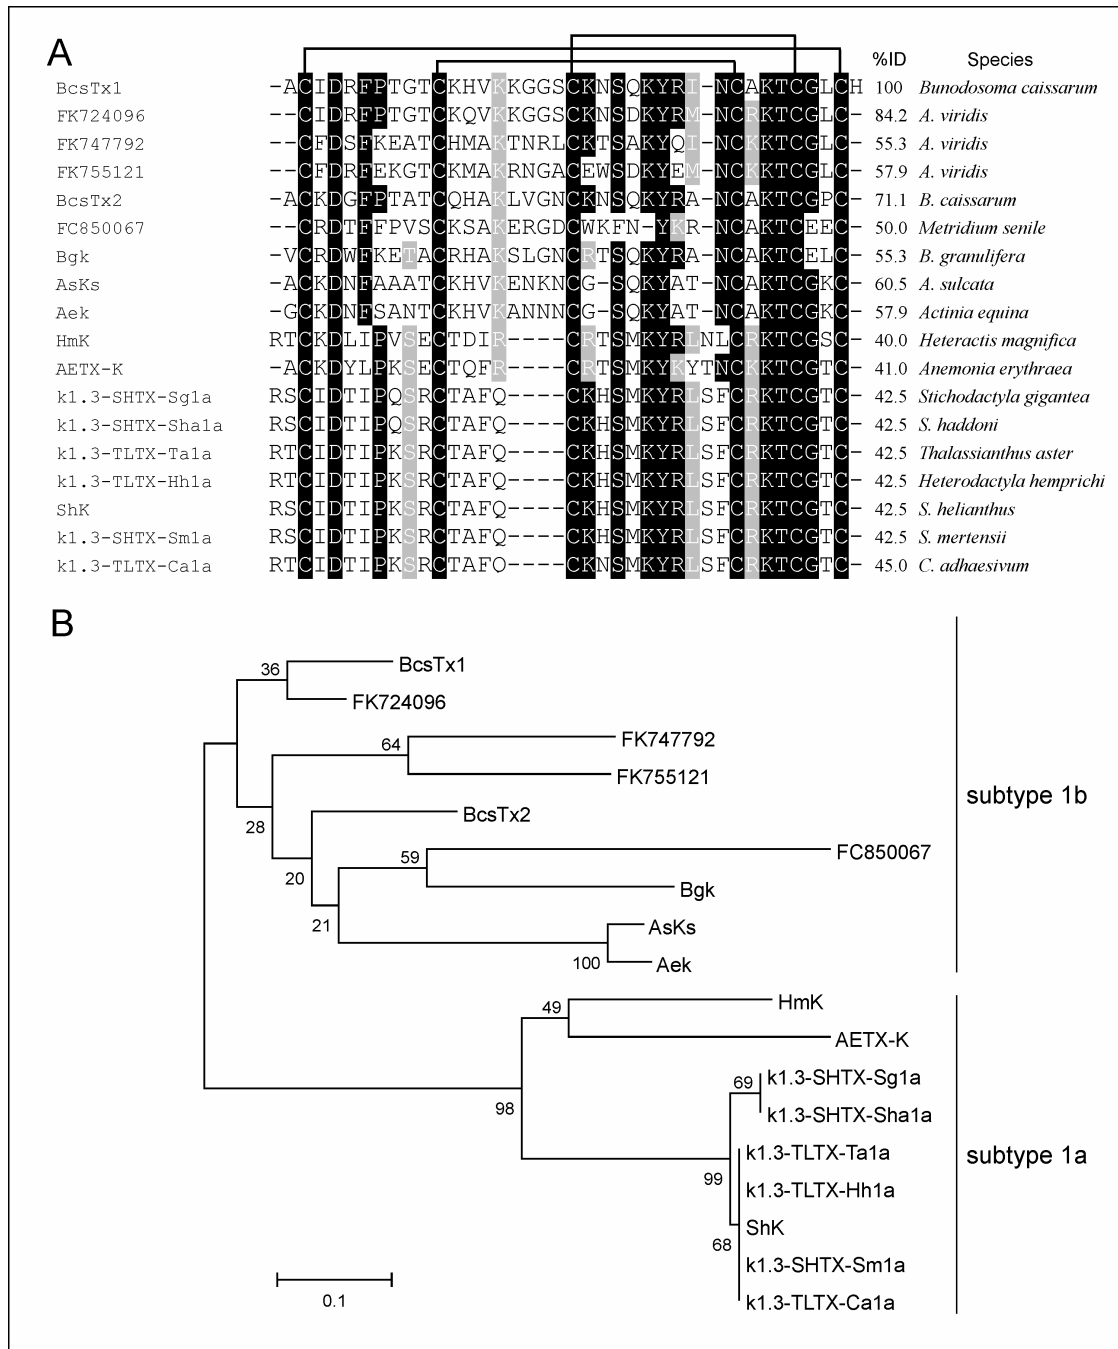 A
%ID Species
BcsTx1 -ACIDRFPTGTCKHVKKGGSCKNSQKYRI-NCAKTCGLCH 100 Bunodosoma caissarum
FK724096 --CIDRFPTGTCKQVKKGGSCKNSDKYRM-NCRKTCGLC- 84.2 A. viridis
FK747792 --CFDSFKEATCHMAKTNRLCKTSAKYQI-NCKKTCGLC- 55.3 A. viridis
FK755121 --CFDRFEKGTCKMAKRNGACEWSDKYEM-NCKKTCGLC- 57.9 A. viridis
BcsTx2 -ACKDGFPTATCQHAKLVGNCKNSQKYRA-NCAKTCGPC- 71.1 B. caissarum
FC850067 --CRDTFFPVSCKSAKERGDCWKFN-YKR-NCAKTCEEC- 50.0 Metridium senile
Bgk -VCRDWFKETACRHAKSLGNCRTSQKYRA-NCAKTCELC- 55.3 B. granulifera
AsKs -ACKDNFAAATCKHVKENKNCG-SQKYAT-NCAKTCGKC- 60.5 A. sulcata
Aek -GCKDNFSANTCKHVKANNNCG-SQKYAT-NCAKTCGKC- 57.9 Actinia equina
HmK RTCKDLIPVSECTDIR----CRTSMKYRLNLCRKTCGSC- 40.0 Heteractis magnifica
AETX-K -ACKDYLPKSECTQFR----CRTSMKYKYTNCKKTCGTC- 41.0 Anemonia erythraea
k1.3-SHTX-Sg1a RSCIDTIPQSRCTAFQ----CKHSMKYRLSFCRKTCGTC- 42.5 Stichodactyla gigantea
k1.3-SHTX-Sha1a RSCIDTIPQSRCTAFQ----CKHSMKYRLSFCRKTCGTC- 42.5 S. haddoni
k1.3-TLTX-Ta1a RTCIDTIPKSRCTAFQ----CKHSMKYRLSFCRKTCGTC- 42.5 Thalassianthus aster
k1.3-TLTX-Hh1a RTCIDTIPKSRCTAFQ----CKHSMKYRLSFCRKTCGTC- 42.5 Heterodactyla hemprichi
ShK RSCIDTIPKSRCTAFQ----CKHSMKYRLSFCRKTCGTC- 42.5 S. helianthus
k1.3-SHTX-Sm1a RSCIDTIPKSRCTAFQ----CKHSMKYRLSFCRKTCGTC- 42.5 S. mertensii
k1.3-TLTX-Ca1a RTCIDTIPKSRCTAFQ----CKNSMKYRLSFCRKTCGTC- 45.0 C. adhaesivum
B
36 BcsTx1
FK724096
64 FK747792
FK755121
subtype 1b
28
BcsTx2
59 FC850067
20
Bgk
21
AsKs
100 Aek
49 HmK
AETX-K
69 k1.3-SHTX-Sg1a
98
k1.3-SHTX-Sha1a
k1.3-TLTX-Ta1a
subtype 1a
99
k1.3-TLTX-Hh1a
ShK
68
k1.3-SHTX-Sm1a
0.1
k1.3-TLTX-Ca1a